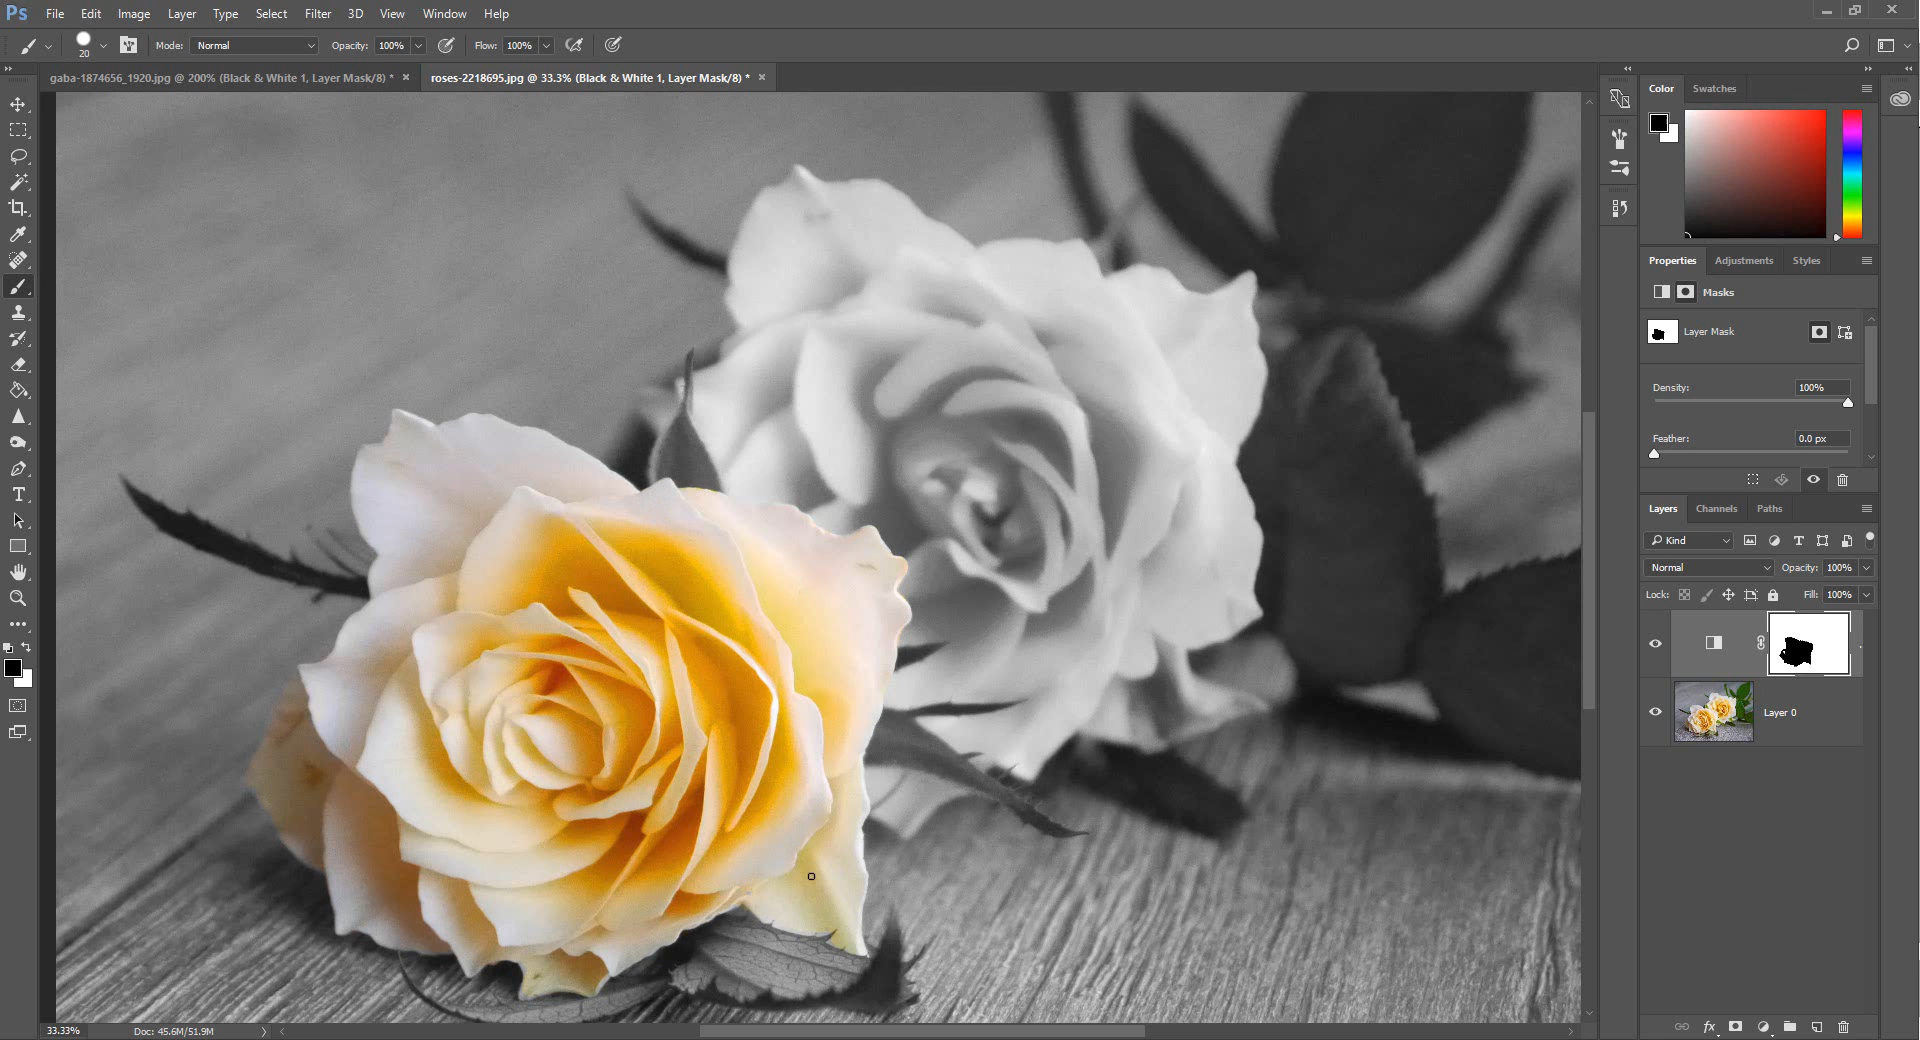 Ps File Edit Image Layer Type Select Filter 3D View Window Help
20 Mode: Normal Opacity: 100% Flow: 100%
gaba-1874656_1920.jpg @ 200% (Black & White 1, Layer Mask/8) * × roses-2218695.jpg @ 33.3% (Black & White 1, Layer Mask/8) * ×
Color Swatches
Properties Adjustments Styles
Masks
Layer Mask
Density: 100%
Feather: 0.0 px
Layers Channels Paths
Kind
Normal Opacity: 100%
Lock: Fill: 100%
Layer 0
33.33% Doc: 45.6M/51.9M
fx